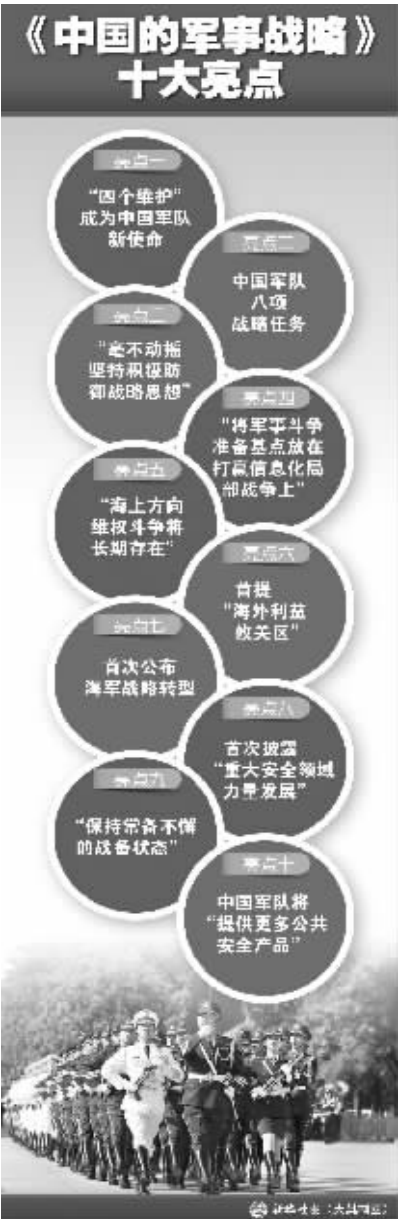 《中国的军事战略》
十大亮点
亮点一
“四个维护”
成为中国军队
新使命
亮点二
中国军队
八项
战略任务
亮点三
“毫不动摇
坚持积极防
御战略思想”
亮点四
“将军事斗争
准备基点放在
打赢信息化局
部战争上”
亮点五
“海上方向
维权斗争将
长期存在”
亮点六
首提
“海外利益
攸关区”
亮点七
首次公布
海军战略转型
亮点八
首次披露
“重大安全领域
力量发展”
亮点九
“保持常备不懈
的战备状态”
亮点十
中国军队将
“提供更多公共
安全产品”